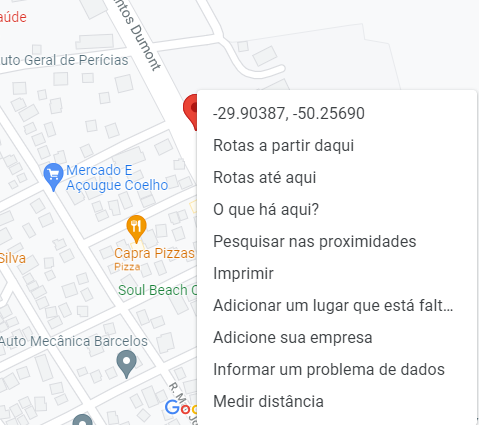 aúde
ntos Dumont
uto Geral de Perícias
Mercado E
Açougue Coelho
Capra Pizzas
Pizza
Silva
Soul Beach C
Auto Mecânica Barcelos
R. M
Goo
-29.90387, -50.25690
Rotas a partir daqui
Rotas até aqui
O que há aqui?
Pesquisar nas proximidades
Imprimir
Adicionar um lugar que está falt...
Adicione sua empresa
Informar um problema de dados
Medir distância